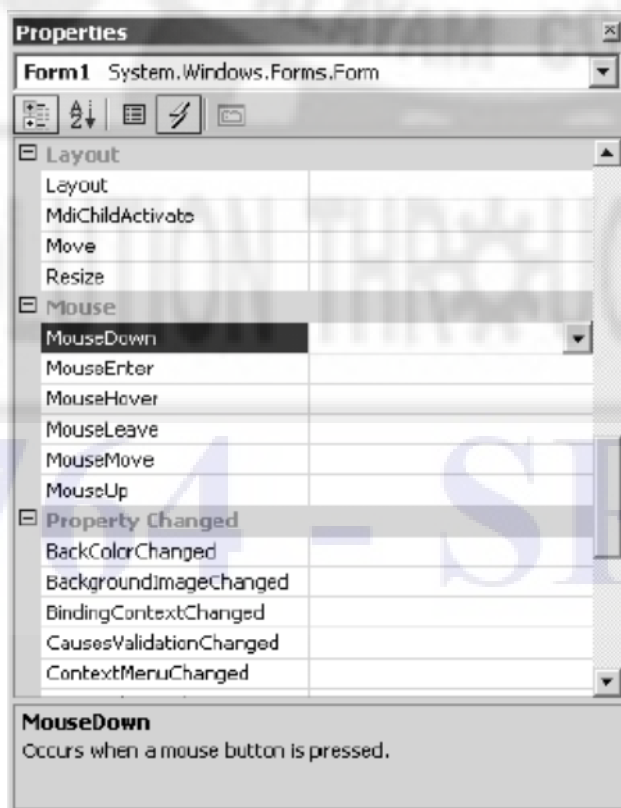 Properties
Form1 System.Windows.Forms.Form
Layout
Layout
MdiChildActivate
Move
Resize
Mouse
MouseDown
MouseEnter
MouseHover
MouseLeave
MouseMove
MouseUp
Property Changed
BackColorChanged
BackgroundImageChanged
BindingContextChanged
CausesValidationChanged
ContextMenuChanged
MouseDown
Occurs when a mouse button is pressed.